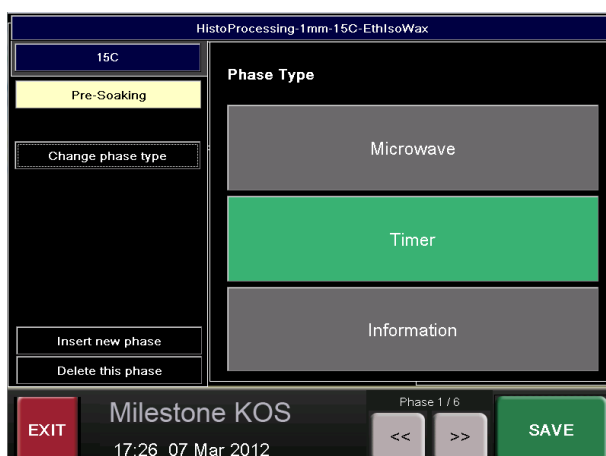 HistoProcessing-1mm-15C-EthIsoWax
15C
Pre-Soaking
Change phase type
Insert new phase
Delete this phase
Phase Type
Microwave
Timer
Information
EXIT
Milestone KOS
17:26 07 Mar 2012
Phase 1 / 6
<<
>>
SAVE